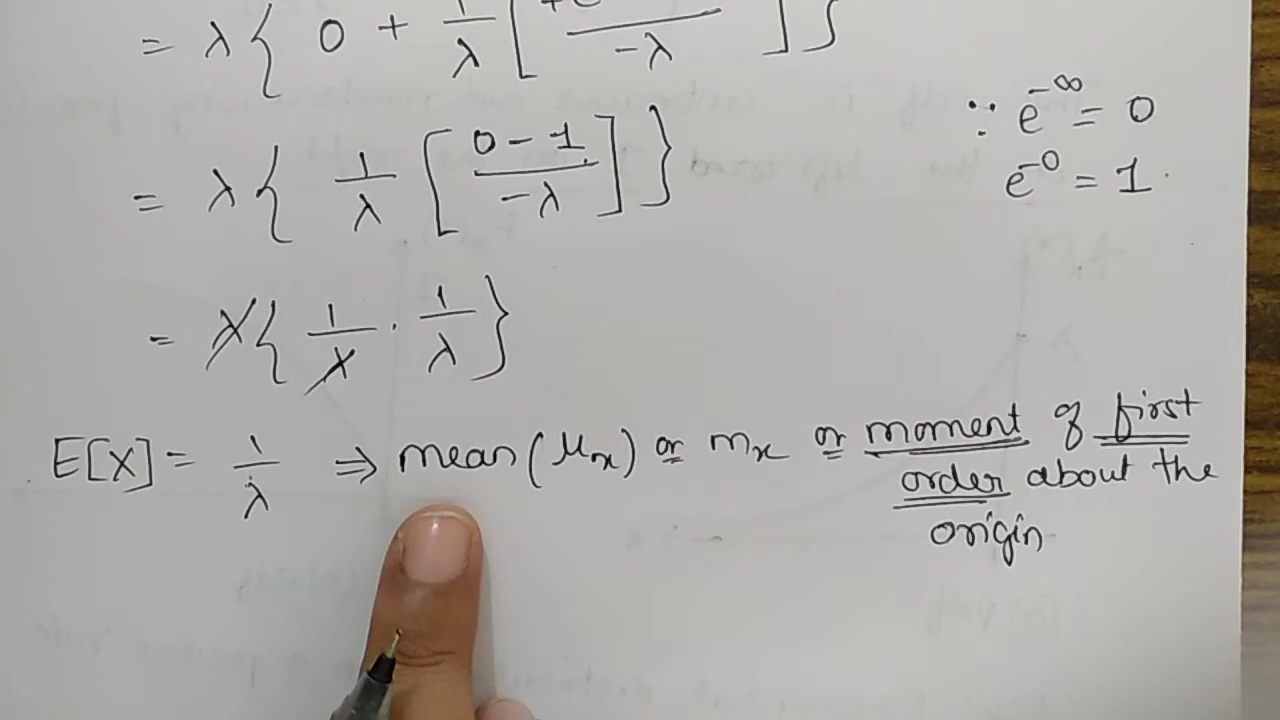 = λ{ 0 + 1/λ [ /-λ ] }
∵ e^-∞ = 0
= λ{ 1/λ [ 0 - 1/-λ ] }
e^-0 = 1.
= λ{ 1/λ · 1/λ }
E[X] = 1/λ ⇒ mean (μx) or mx or moment of first
order about the
origin